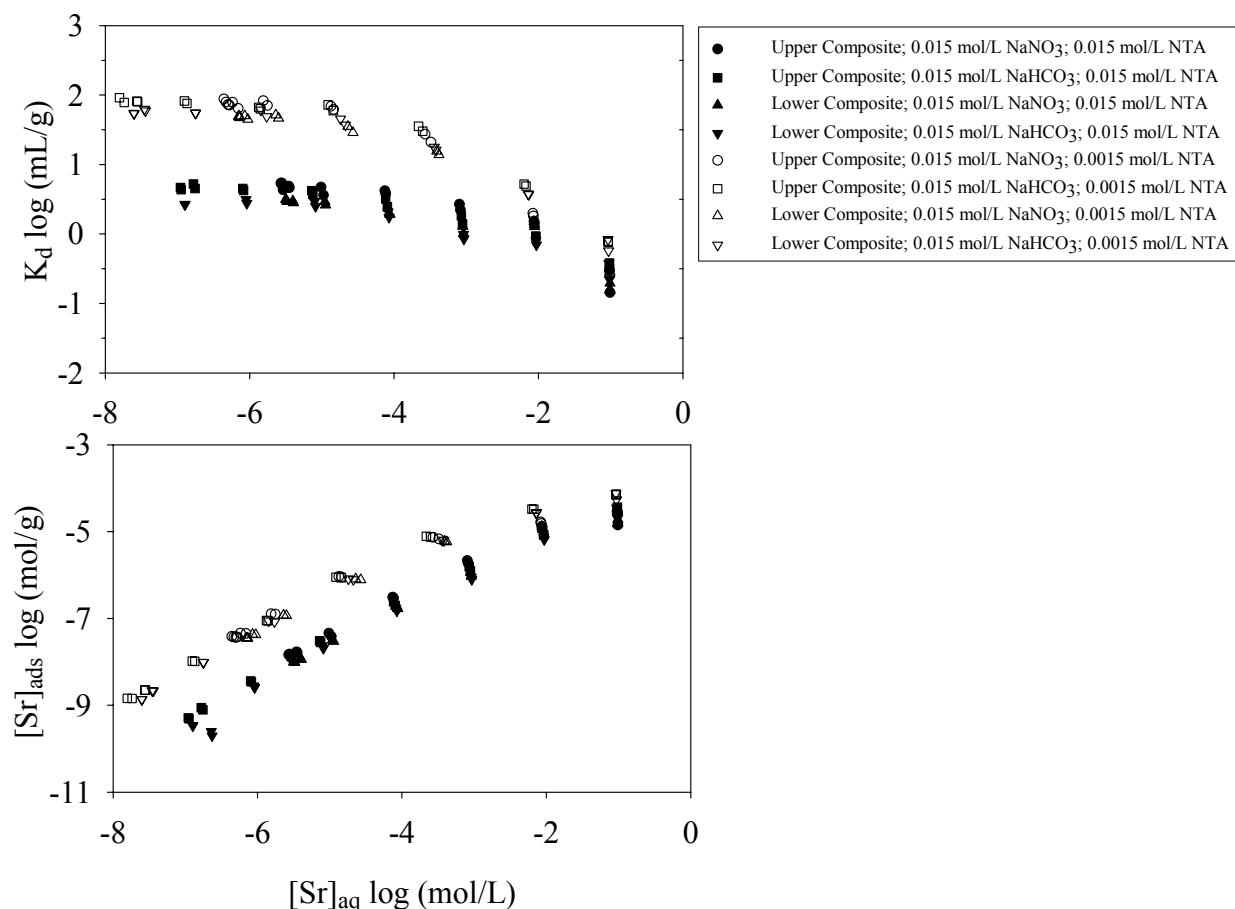 3
2
1
0
-1
-2
K_d log (mL/g)
-8 -6 -4 -2 0
Upper Composite; 0.015 mol/L NaNO₃; 0.015 mol/L NTA
Upper Composite; 0.015 mol/L NaHCO₃; 0.015 mol/L NTA
Lower Composite; 0.015 mol/L NaNO₃; 0.015 mol/L NTA
Lower Composite; 0.015 mol/L NaHCO₃; 0.015 mol/L NTA
Upper Composite; 0.015 mol/L NaNO₃; 0.0015 mol/L NTA
Upper Composite; 0.015 mol/L NaHCO₃; 0.0015 mol/L NTA
Lower Composite; 0.015 mol/L NaNO₃; 0.0015 mol/L NTA
Lower Composite; 0.015 mol/L NaHCO₃; 0.0015 mol/L NTA
-3
-5
-7
-9
-11
[Sr]_ads log (mol/g)
-8 -6 -4 -2 0
[Sr]_aq log (mol/L)